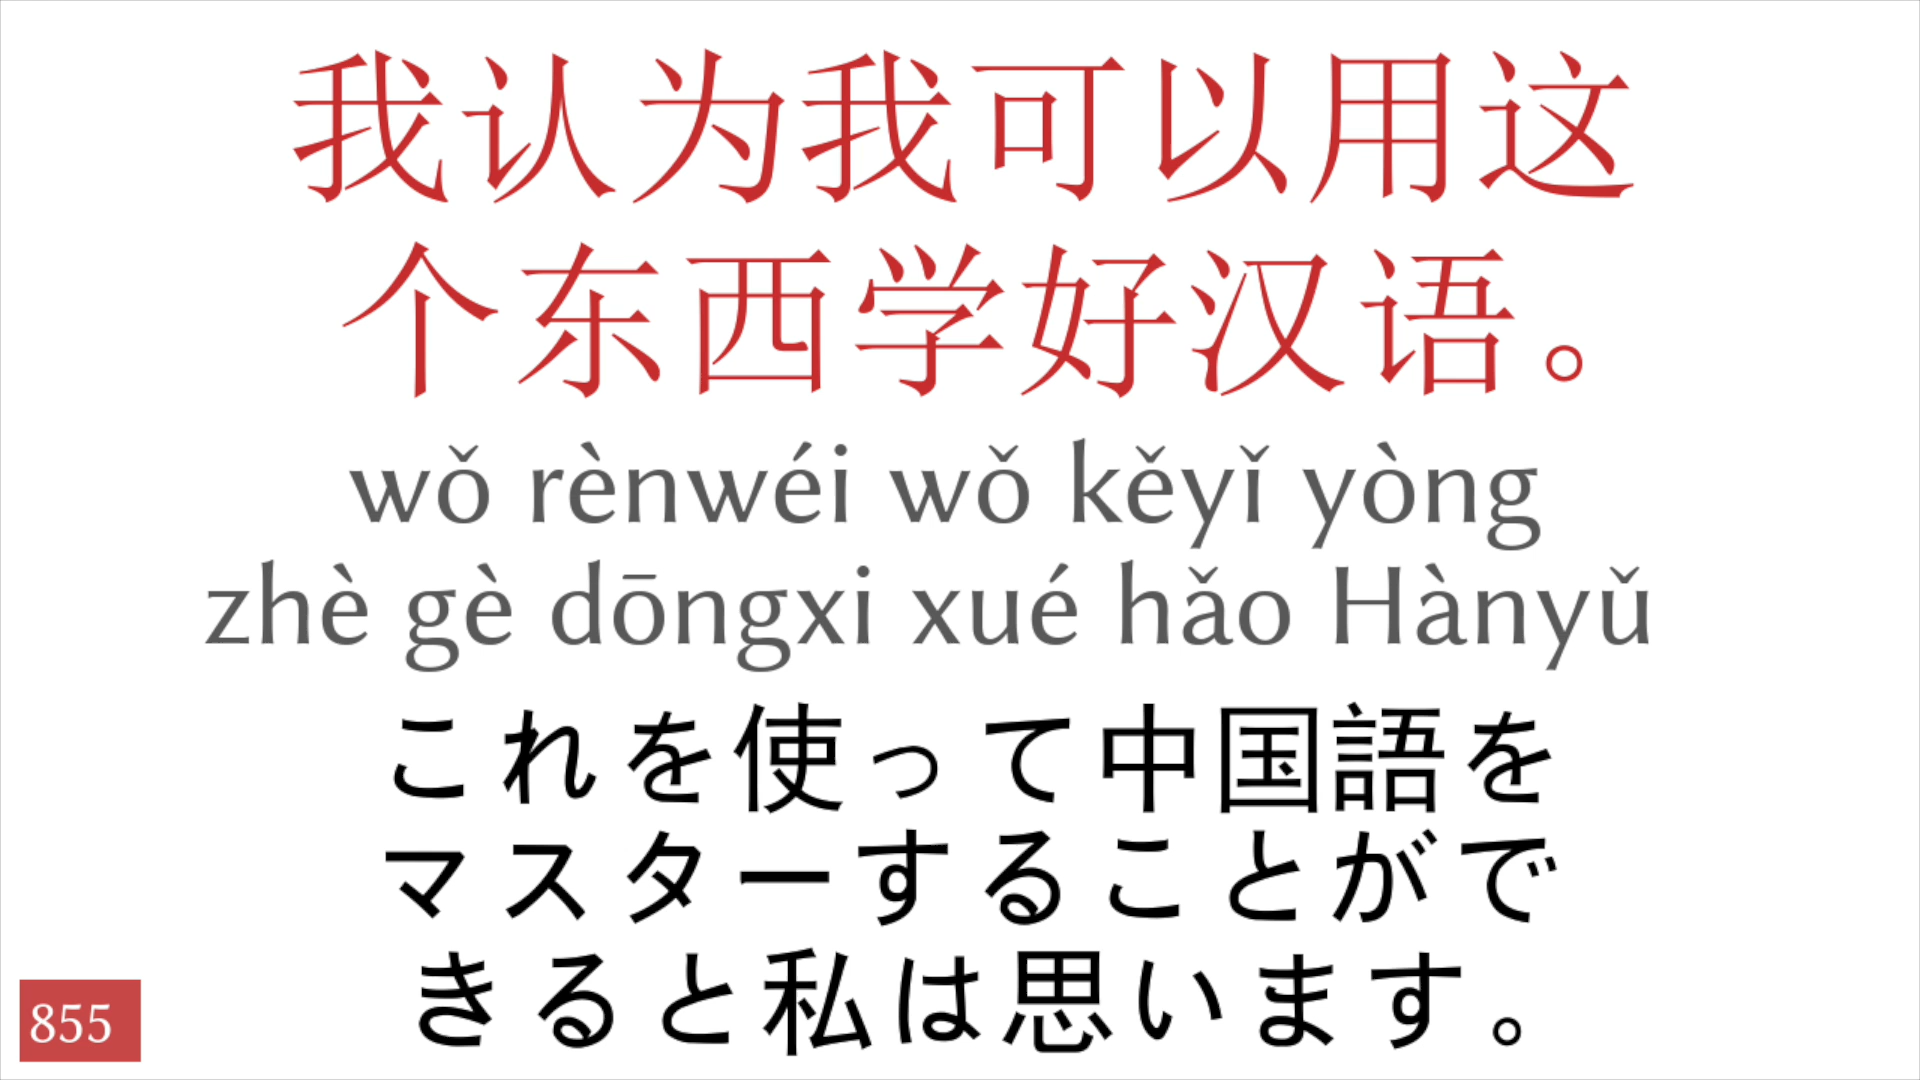 我认为我可以用这
个东西学好汉语。
wǒ rènwéi wǒ kěyǐ yòng
zhè gè dōngxi xué hǎo Hànyǔ
これを使って中国語を
マスターすることがで
きると私は思います。
855